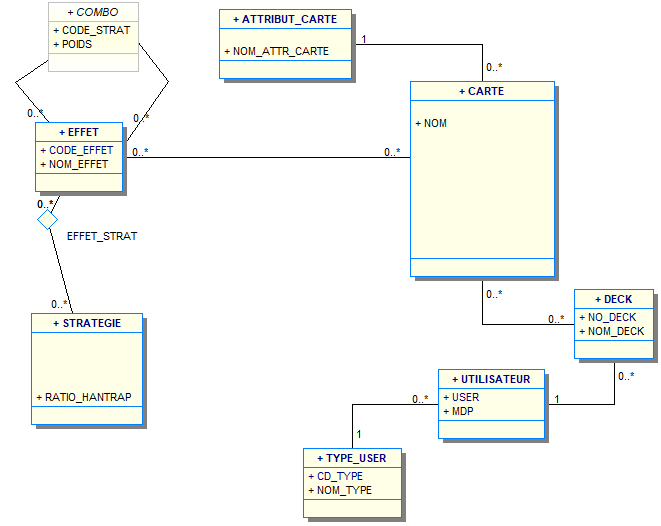 + COMBO
+ CODE_STRAT
+ POIDS
+ ATTRIBUT_CARTE
+ NOM_ATTR_CARTE
1
0..*
+ CARTE
+ NOM
0..*
0..*
+ EFFET
+ CODE_EFFET
+ NOM_EFFET
0..*
0..*
0..*
EFFET_STRAT
0..*
+ STRATEGIE
+ RATIO_HANTRAP
0..*
0..*
+ DECK
+ NO_DECK
+ NOM_DECK
0..*
+ UTILISATEUR
+ USER
+ MDP
1
0..*
1
+ TYPE_USER
+ CD_TYPE
+ NOM_TYPE